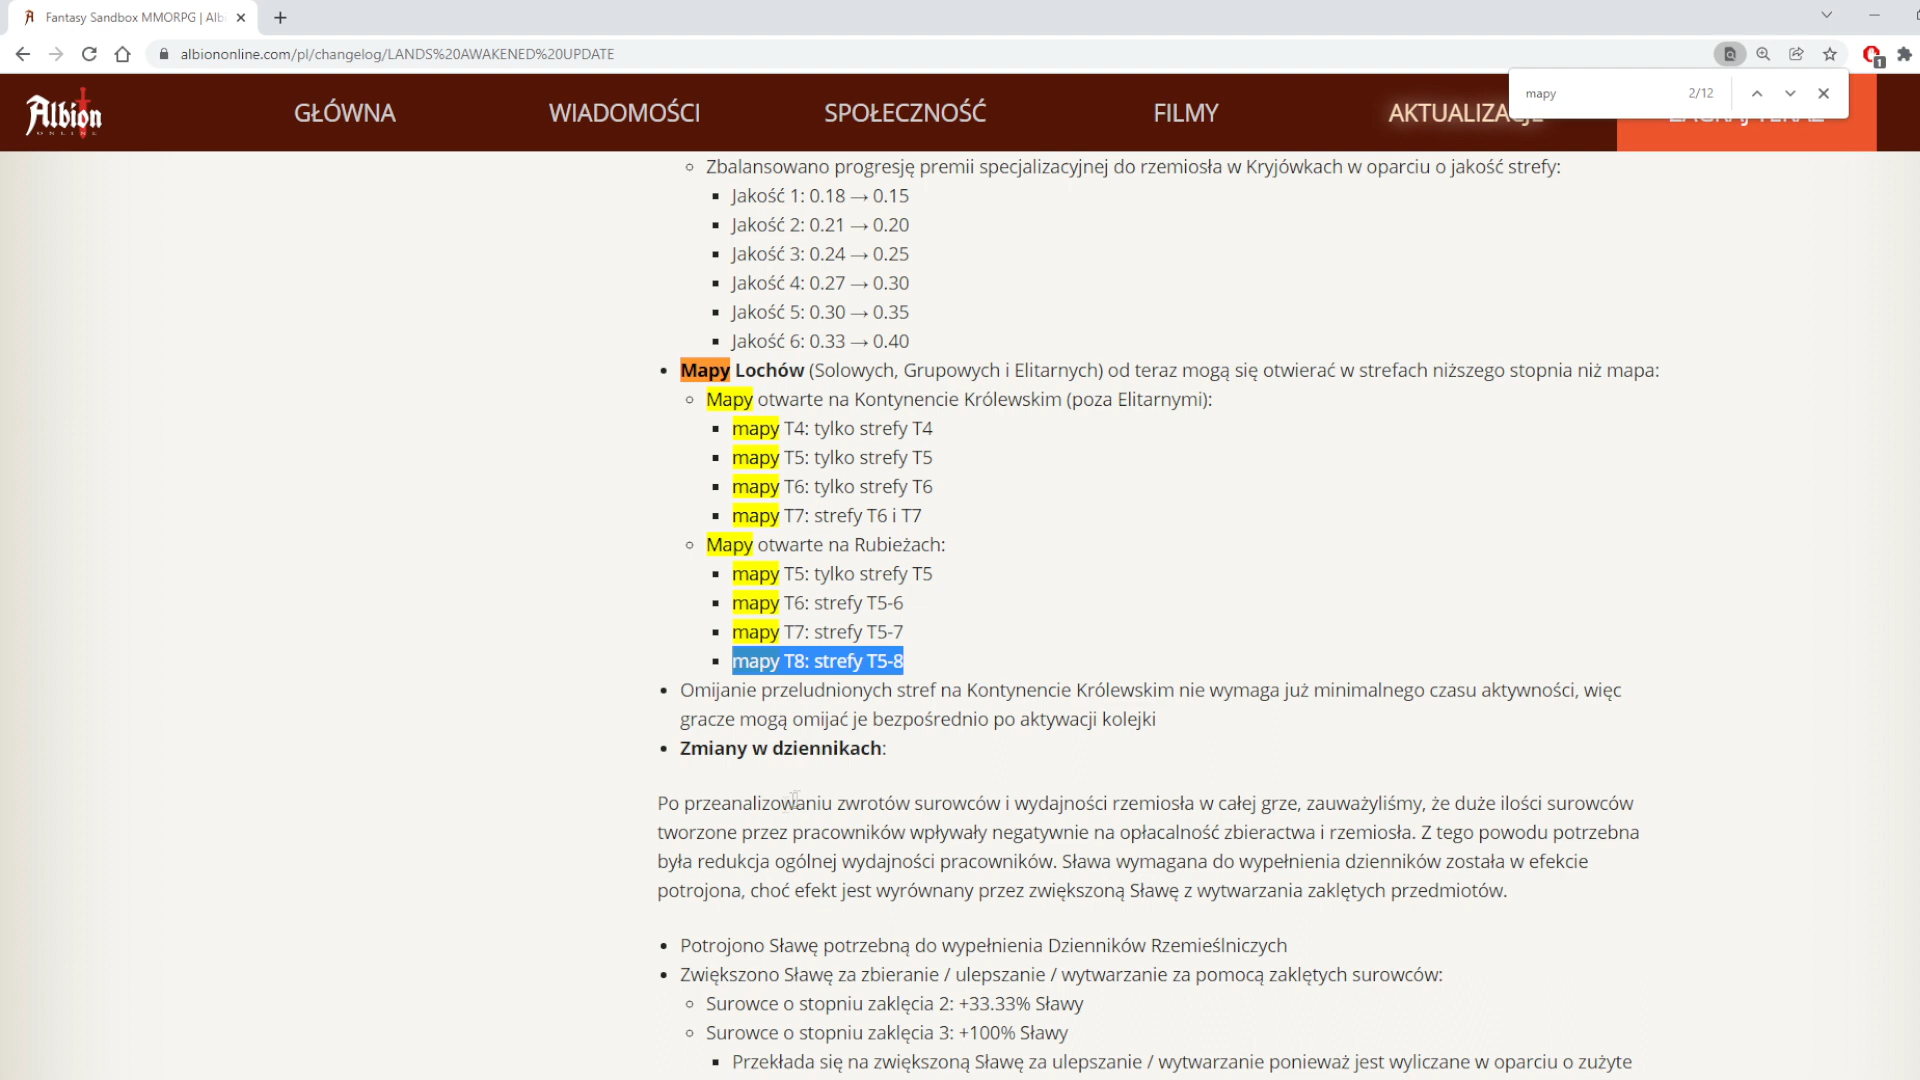 Fantasy Sandbox MMORPG | Alb
albiononline.com/pl/changelog/LANDS%20AWAKENED%20UPDATE
1
mapy 2/12
Albion
ONLINE
GŁÓWNA WIADOMOŚCI SPOŁECZNOŚĆ FILMY AKTUALIZACJE ZAGRAJ TERAZ
Zbalansowano progresję premii specjalizacyjnej do rzemiosła w Kryjówkach w oparciu o jakość strefy:
Jakość 1: 0.18 → 0.15
Jakość 2: 0.21 → 0.20
Jakość 3: 0.24 → 0.25
Jakość 4: 0.27 → 0.30
Jakość 5: 0.30 → 0.35
Jakość 6: 0.33 → 0.40
Mapy Lochów (Solowych, Grupowych i Elitarnych) od teraz mogą się otwierać w strefach niższego stopnia niż mapa:
Mapy otwarte na Kontynencie Królewskim (poza Elitarnymi):
mapy T4: tylko strefy T4
mapy T5: tylko strefy T5
mapy T6: tylko strefy T6
mapy T7: strefy T6 i T7
Mapy otwarte na Rubieżach:
mapy T5: tylko strefy T5
mapy T6: strefy T5-6
mapy T7: strefy T5-7
mapy T8: strefy T5-8
Omijanie przeludnionych stref na Kontynencie Królewskim nie wymaga już minimalnego czasu aktywności, więc
gracze mogą omijać je bezpośrednio po aktywacji kolejki
Zmiany w dziennikach:
Po przeanalizowaniu zwrotów surowców i wydajności rzemiosła w całej grze, zauważyliśmy, że duże ilości surowców
tworzone przez pracowników wpływały negatywnie na opłacalność zbieractwa i rzemiosła. Z tego powodu potrzebna
była redukcja ogólnej wydajności pracowników. Sława wymagana do wypełnienia dzienników została w efekcie
potrojona, choć efekt jest wyrównany przez zwiększoną Sławę z wytwarzania zaklętych przedmiotów.
Potrojono Sławę potrzebną do wypełnienia Dzienników Rzemieślniczych
Zwiększono Sławę za zbieranie / ulepszanie / wytwarzanie za pomocą zaklętych surowców:
Surowce o stopniu zaklęcia 2: +33.33% Sławy
Surowce o stopniu zaklęcia 3: +100% Sławy
Przekłada się na zwiększoną Sławę za ulepszanie / wytwarzanie ponieważ jest wyliczane w oparciu o zużyte